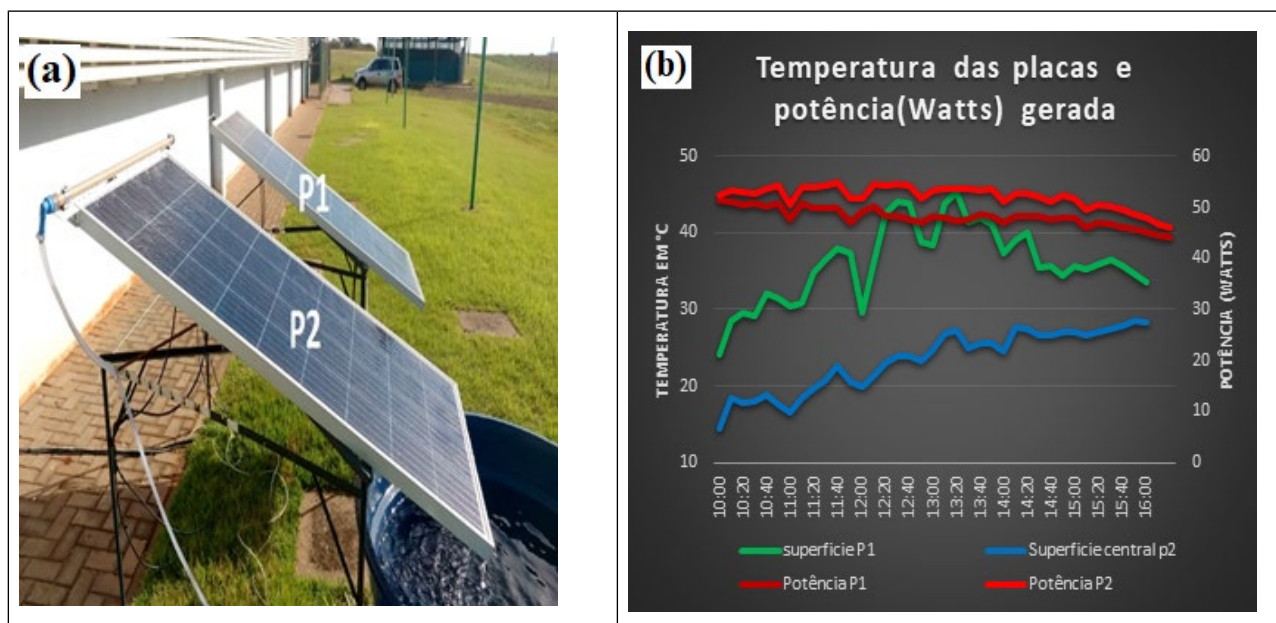 (a)
P1
P2
(b)
Temperatura das placas e
potência(Watts) gerada
50
40
30
20
10
TEMPERATURA EM °C
60
50
40
30
20
10
0
POTÊNCIA (WATTS)
10:00
10:20
10:40
11:00
11:20
11:40
12:00
12:20
12:40
13:00
13:20
13:40
14:00
14:20
14:40
15:00
15:20
15:40
16:00
superficie P1
Superficie central p2
Potência P1
Potência P2